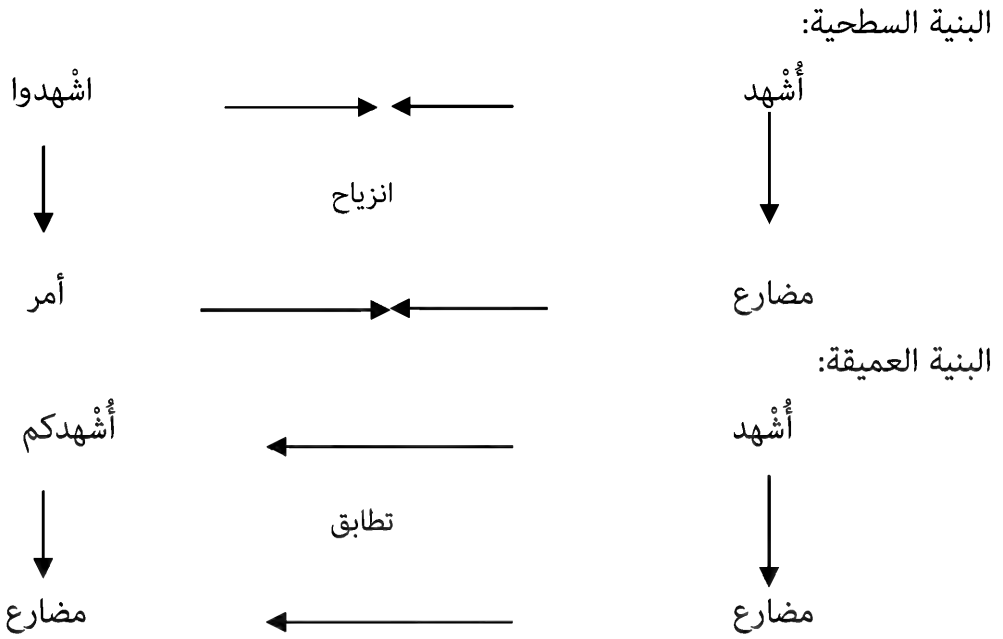 البنية السطحية:
أُشْهد اشْهدوا
انزياح
مضارع أمر
البنية العميقة:
أُشْهد أُشْهدكم
تطابق
مضارع مضارع